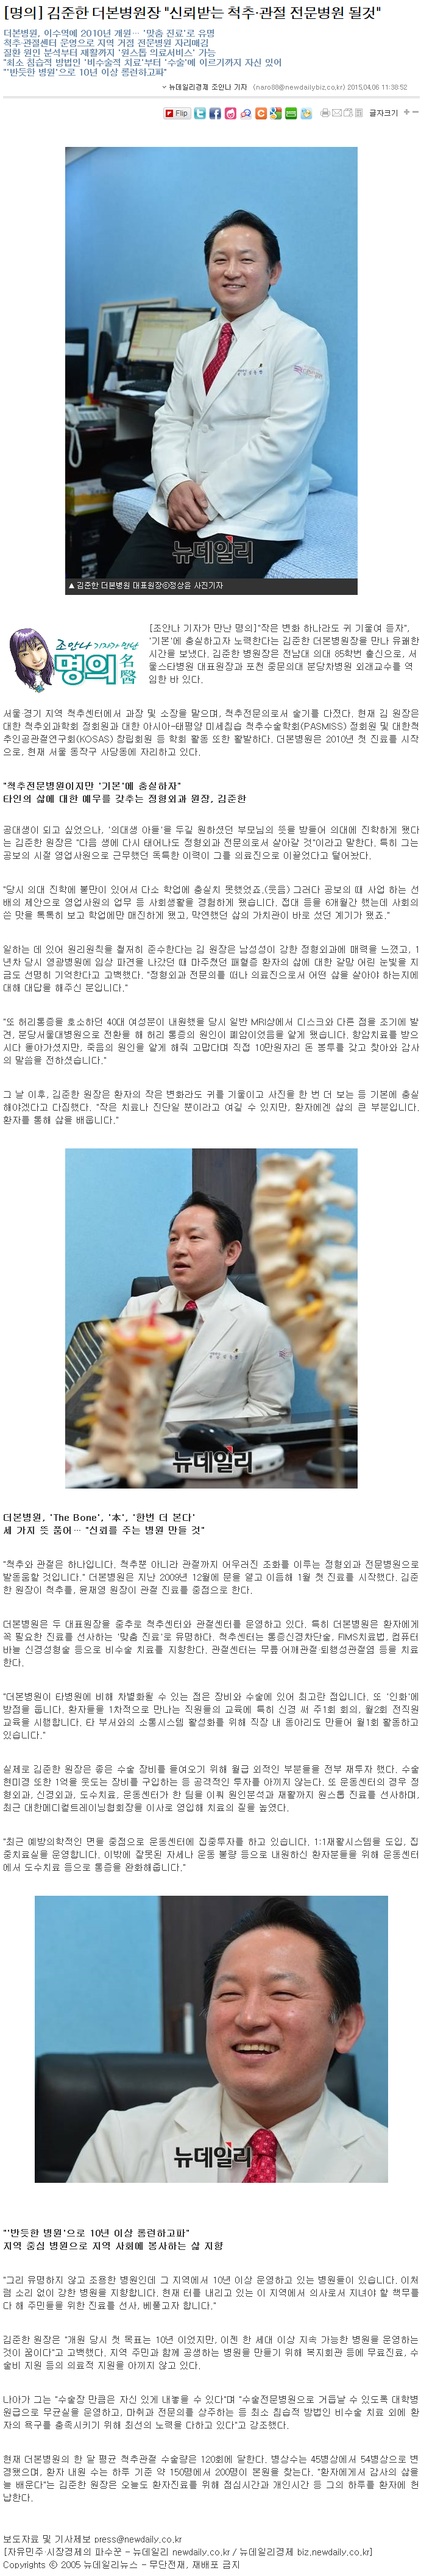 [명의] 김준한 더본병원장 "신뢰받는 척추·관절 전문병원 될것"
더본병원, 이수역에 2010년 개원… '맞춤 진료'로 유명
척추·관절센터 운영으로 지역 거점 전문병원 자리매김
질환 원인 분석부터 재활까지 '원스톱 의료서비스' 가능
"최소 침습적 방법인 '비수술적 치료'부터 '수술'에 이르기까지 자신 있어
"'반듯한 병원'으로 10년 이상 롱런하고파"
뉴데일리경제 조안나 기자 (naro88@newdailybiz.co.kr) 2015.04.06 11:38:52
Flip
글자크기 + -
뉴데일리
▲ 김준한 더본병원 대표원장ⓒ정상윤 사진기자
조안나 기자가 만난
명의 名醫
[조안나 기자가 만난 명의]"작은 변화 하나라도 귀 기울여 듣자",
'기본'에 충실하고자 노력한다는 김준한 더본병원장을 만나 유쾌한
시간을 보냈다. 김준한 병원장은 전남대 의대 85학번 출신으로, 서
울스타병원 대표원장과 포천 중문의대 분당차병원 외래교수를 역
임한 바 있다.
서울·경기 지역 척추센터에서 과장 및 소장을 맡으며, 척추전문의로서 술기를 다졌다. 현재 김 원장은
대한 척추외과학회 정회원과 대한 아시아-태평양 미세침습 척추수술학회(PASMISS) 정회원 및 대한척
추인공관절연구회(KOSAS) 창립회원 등 학회 활동 또한 활발하다. 더본병원은 2010년 첫 진료를 시작
으로, 현재 서울 동작구 사당동에 자리하고 있다.
"척추전문병원이지만 '기본'에 충실하자"
타인의 삶에 대한 예우를 갖추는 정형외과 원장, 김준한
공대생이 되고 싶었으나, '의대생 아들'을 두길 원하셨던 부모님의 뜻을 받들어 의대에 진학하게 됐다
는 김준한 원장은 "다음 생에 다시 태어나도 정형외과 전문의로서 살아갈 것"이라고 말한다. 특히 그는
공보의 시절 영업사원으로 근무했던 독특한 이력이 그를 의료진으로 이끌었다고 털어놨다.
"당시 의대 진학에 불만이 있어서 다소 학업에 충실치 못했었죠.(웃음) 그러다 공보의 때 사업 하는 선
배의 제안으로 영업사원의 업무 등 사회생활을 경험하게 됐습니다. 접대 등을 6개월간 했는데 사회의
쓴 맛을 톡톡히 보고 학업에만 매진하게 됐고, 막연했던 삶의 가치관이 바로 섰던 계기가 됐죠."
일하는 데 있어 원리원칙을 철저히 준수한다는 김 원장은 남성성이 강한 정형외과에 매력을 느꼈고, 1
년차 당시 영광병원에 임상 파견을 나갔던 때 마주쳤던 패혈증 환자의 삶에 대한 갈망 어린 눈빛을 지
금도 선명히 기억한다고 고백했다. "정형외과 전문의를 떠나 의료진으로서 어떤 삶을 살아야 하는지에
대해 대답을 해주신 분입니다."
"또 허리통증을 호소하던 40대 여성분이 내원했을 당시 일반 MRI상에서 디스크와 다른 점을 조기에 발
견, 분당서울대병원으로 전환을 해 허리 통증의 원인이 폐암이었음을 알게 됐습니다. 항암치료를 받으
시다 돌아가셨지만, 죽음의 원인을 알게 해줘 고맙다며 직접 10만원자리 돈 봉투를 갖고 찾아와 감사
의 말씀을 전하셨습니다."
그 날 이후, 김준한 원장은 환자의 작은 변화라도 귀를 기울이고 사진을 한 번 더 보는 등 기본에 충실
해야겠다고 다짐했다. "작은 치료나 진단일 뿐이라고 여길 수 있지만, 환자에겐 삶의 큰 부분입니다.
환자를 통해 삶을 배웁니다."
뉴데일리
더본병원, 'The Bone', '本', '한번 더 본다'
세 가지 뜻 품어… "신뢰를 주는 병원 만들 것"
"척추와 관절은 하나입니다. 척추뿐 아니라 관절까지 어우러진 조화를 이루는 정형외과 전문병원으로
발돋움할 것입니다." 더본병원은 지난 2009년 12월에 문을 열고 이듬해 1월 첫 진료를 시작했다. 김준
한 원장이 척추를, 윤재영 원장이 관절 진료를 중점으로 한다.
더본병원은 두 대표원장을 중추로 척추센터와 관절센터를 운영하고 있다. 특히 더본병원은 환자에게
꼭 필요한 진료를 선사하는 '맞춤 진료'로 유명하다. 척추센터는 통증신경차단술, FIMS치료법, 컴퓨터
바늘 신경성형술 등으로 비수술 치료를 지향한다. 관절센터는 무릎·어깨관절·퇴행성관절염 등을 치료
한다.
"더본병원이 타병원에 비해 차별화될 수 있는 점은 장비와 수술에 있어 최고란 점입니다. 또 '인화'에
방점을 둡니다. 환자들을 1차적으로 만나는 직원들의 교육에 특히 신경 써 주1회 회의, 월2회 전직원
교육을 시행합니다. 타 부서와의 소통시스템 활성화를 위해 직장 내 동아리도 만들어 월1회 활동하고
있습니다."
실제로 김준한 원장은 좋은 수술 장비를 들여오기 위해 월급 외적인 부분들을 전부 재투자 했다. 수술
현미경 또한 1억을 웃도는 장비를 구입하는 등 공격적인 투자를 아끼지 않는다. 또 운동센터의 경우 정
형외과, 신경외과, 도수치료, 운동센터가 한 팀을 이뤄 원인분석과 재활까지 원스톱 진료를 선사하며,
최근 대한메디컬트레이닝협회장을 이사로 영입해 치료의 질을 높였다.
"최근 예방의학적인 면을 중점으로 운동센터에 집중투자를 하고 있습니다. 1:1재활시스템을 도입, 집
중치료실을 운영합니다. 이밖에 잘못된 자세나 운동 불량 등으로 내원하신 환자분들을 위해 운동센터
에서 도수치료 등으로 통증을 완화해줍니다."
뉴데일리
"'반듯한 병원'으로 10년 이상 롱런하고파"
지역 중심 병원으로 지역 사회에 봉사하는 삶 지향
"그리 유명하지 않고 조용한 병원인데 그 지역에서 10년 이상 운영하고 있는 병원들이 있습니다. 이처
럼 소리 없이 강한 병원을 지향합니다. 현재 터를 내리고 있는 이 지역에서 의사로서 지녀야 할 책무를
다 해 주민들을 위한 진료를 선사, 베풀고자 합니다."
김준한 원장은 "개원 당시 첫 목표는 10년 이었지만, 이젠 한 세대 이상 지속 가능한 병원을 운영하는
것이 꿈이다"고 고백했다. 지역 주민과 함께 공생하는 병원을 만들기 위해 복지회관 등에 무료진료, 수
술비 지원 등의 의료적 지원을 아끼지 않고 있다.
나아가 그는 "수술장 만큼은 자신 있게 내놓을 수 있다"며 "수술전문병원으로 거듭날 수 있도록 대학병
원급으로 무균실을 운영하고, 마취과 전문의를 상주하는 등 최소 침습적 방법인 비수술 치료 외에 환
자의 욕구를 충족시키기 위해 최선의 노력을 다하고 있다"고 강조했다.
현재 더본병원의 한 달 평균 척추관절 수술량은 120회에 달한다. 병상수는 45병상에서 54병상으로 변
경됐으며, 환자 내원 수는 하루 기준 약 150명에서 200명이 본원을 찾는다. "환자에게서 감사의 삶을
늘 배운다"는 김준한 원장은 오늘도 환자진료를 위해 점심시간과 개인시간 등 그의 하루를 환자에 헌
납한다.
보도자료 및 기사제보 press@newdaily.co.kr
[자유민주·시장경제의 파수꾼 - 뉴데일리 newdaily.co.kr / 뉴데일리경제 biz.newdaily.co.kr]
Copyrights ⓒ 2005 뉴데일리뉴스 - 무단전재, 재배포 금지